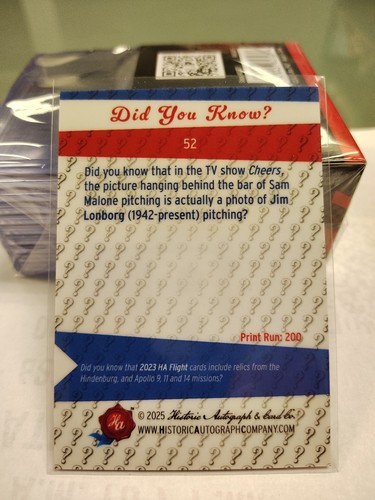 Did You Know?
52
Did you know that in the TV show Cheers,
the picture hanging behind the bar of Sam
Malone pitching is actually a photo of Jim
Lonborg (1942-present) pitching?
Print Run: 200
Did you know that 2023 HA Flight cards include relics from the
Hindenburg, and Apollo 9, 11 and 14 missions?
HA
© 2025 Historic Autograph & Card Co.
WWW.HISTORICAUTOGRAPHCOMPANY.COM